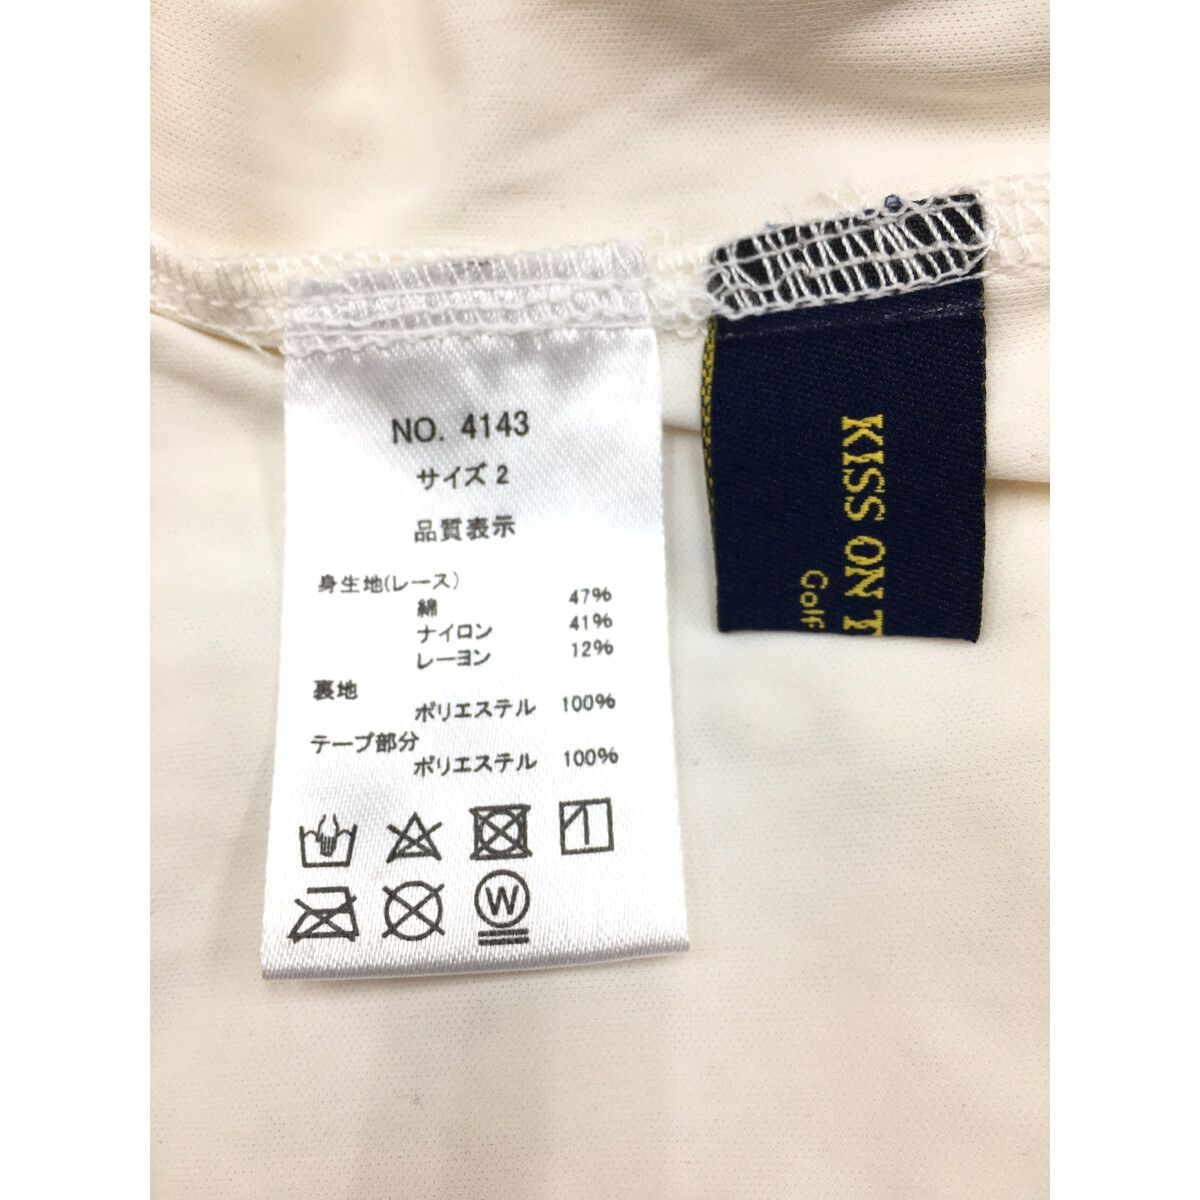 NO. 4143
サイズ 2
品質表示
身生地(レース)
綿 47%
ナイロン 41%
レーヨン 12%
裏地
ポリエステル 100%
テープ部分
ポリエステル 100%
W
KISS ON T
Golf